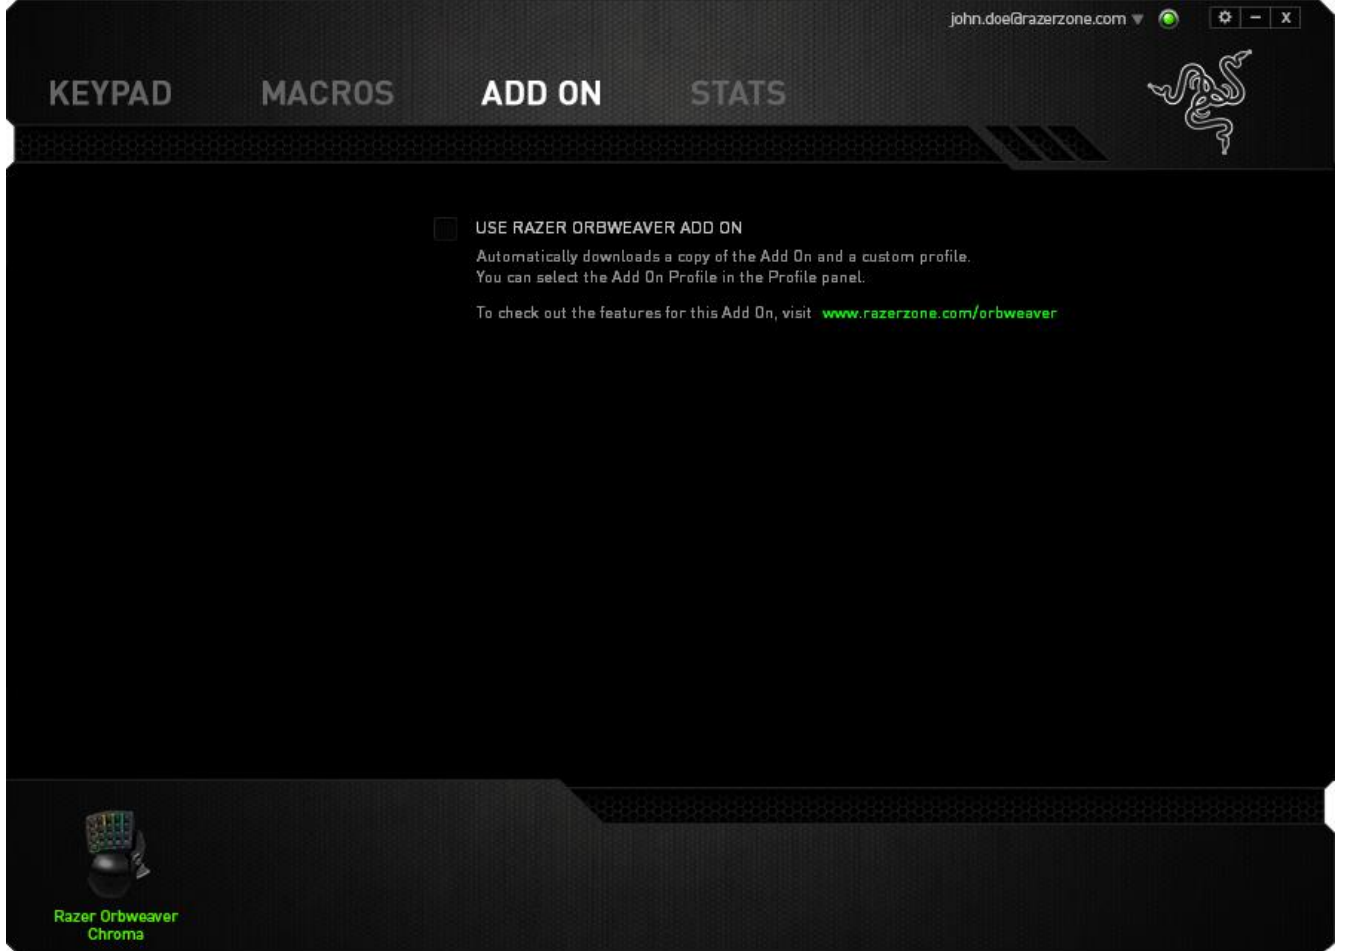 john.doe@razerzone.com
X
KEYPAD MACROS ADD ON STATS
USE RAZER ORBWEAVER ADD ON
Automatically downloads a copy of the Add On and a custom profile.
You can select the Add On Profile in the Profile panel.
To check out the features for this Add On, visit www.razerzone.com/orbweaver
Razer Orbweaver
Chroma